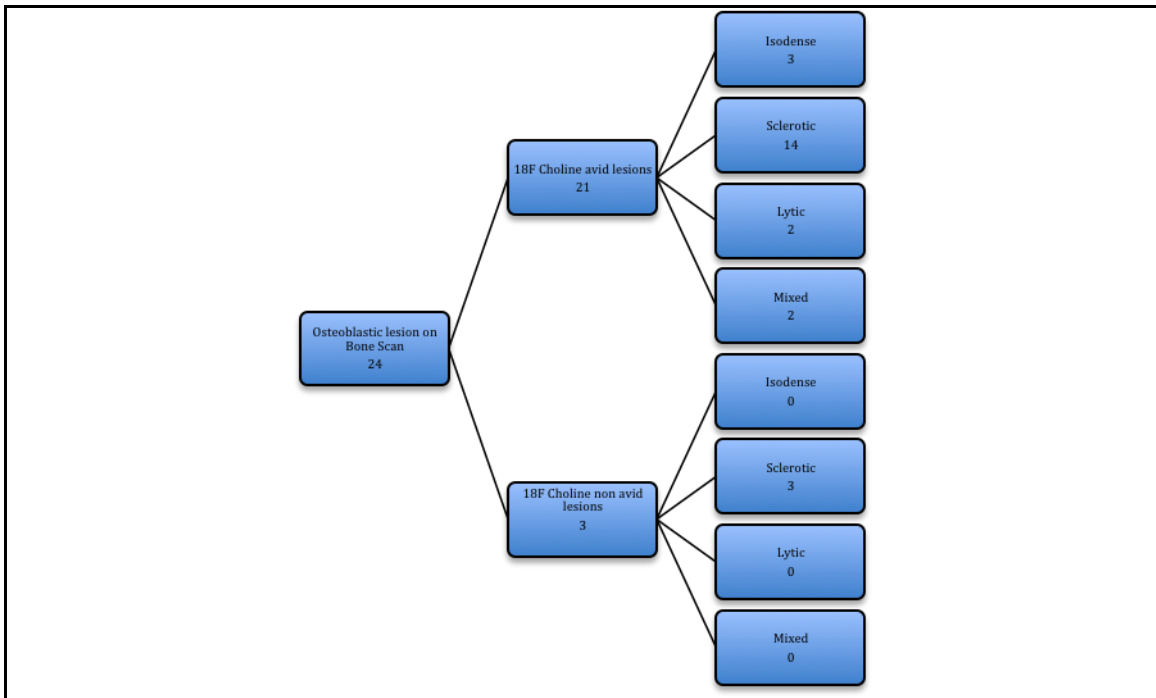 Osteoblastic lesion on
Bone Scan
24
18F Choline avid lesions
21
Isodense
3
Sclerotic
14
Lytic
2
Mixed
2
18F Choline non avid
lesions
3
Isodense
0
Sclerotic
3
Lytic
0
Mixed
0